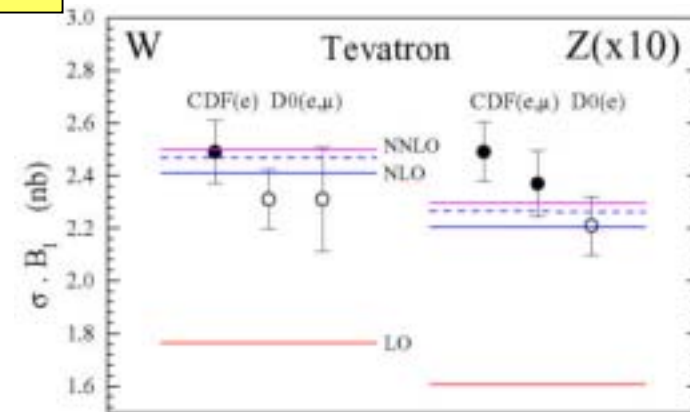 W Tevatron Z(x10)
CDF(e) D0(e,μ) CDF(e,μ) D0(e)
NNLO
NLO
LO
σ . B₁ (nb)
3.0
2.8
2.6
2.4
2.2
2.0
1.8
1.6